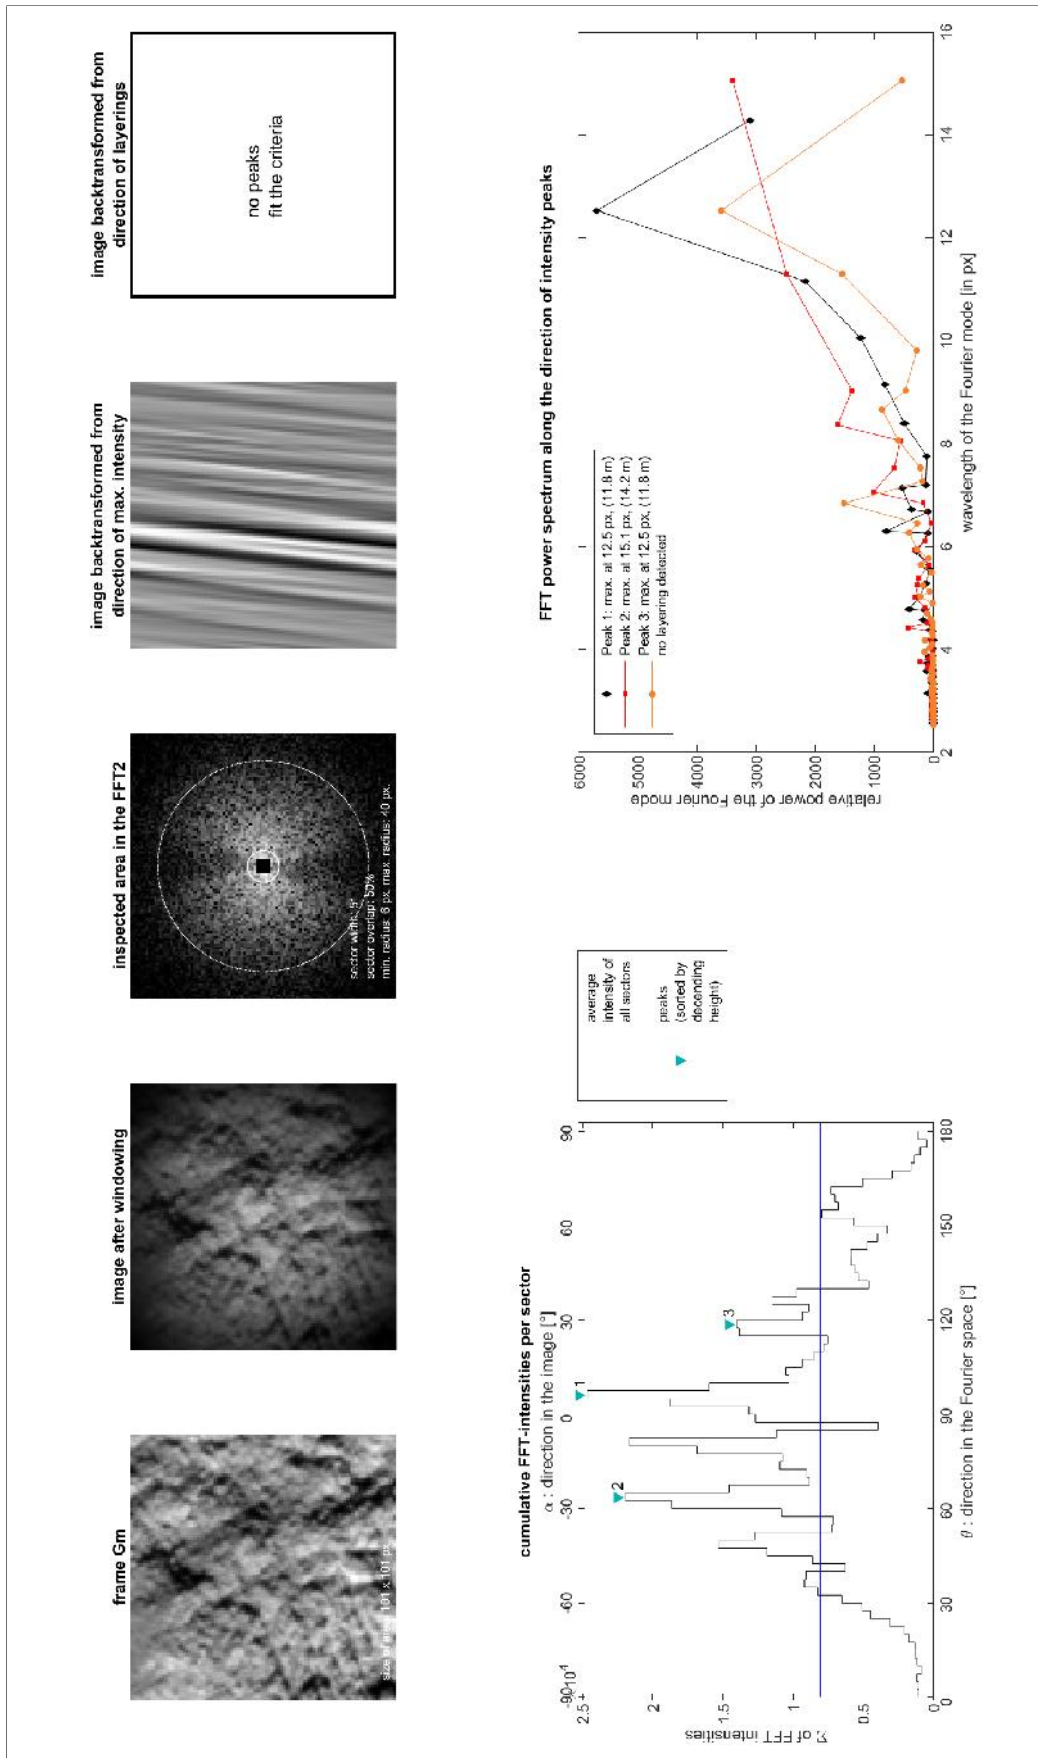 frame Gm
size of area: 101 x 101 px
image after windowing
inspected area in the FFT2
sector width: 5°
sector overlap: 50%
min. radius: 6 px, max. radius: 40 px.
image backtransformed from
direction of max. intensity
image backtransformed from
direction of layerings
no peaks
fit the criteria
cumulative FFT-intensities per sector
α : direction in the image [°]
-90 -60 -30 0 30 60 90
10⁴
2.5
2
1.5
1
0.5
0
Σ of FFT intensities
1
2
3
0 30 60 90 120 150 180
θ : direction in the Fourier space [°]
average
intensity of
all sectors
peaks
(sorted by
decending
height)
FFT power spectrum along the direction of intensity peaks
6000
5000
4000
3000
2000
1000
0
relative power of the Fourier mode
Peak 1: max. at 12.5 px, (11.8 m)
Peak 2: max. at 15.1 px, (14.2 m)
Peak 3: max. at 12.5 px, (11.8 m)
no layering detected
2 4 6 8 10 12 14 16
wavelength of the Fourier mode [in px]